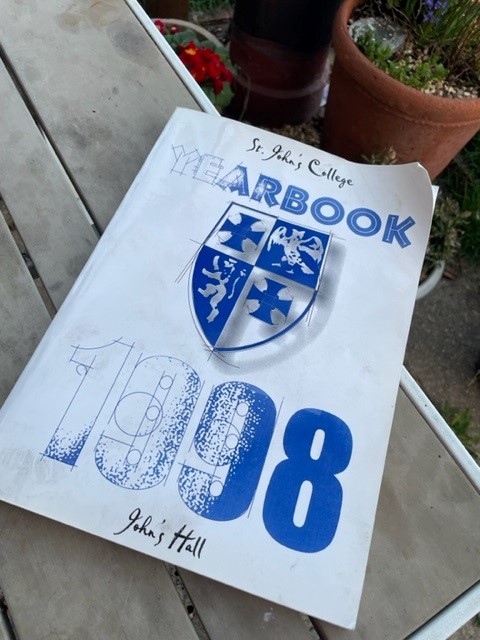 St. John's College
YEARBOOK
1998
John's Hall